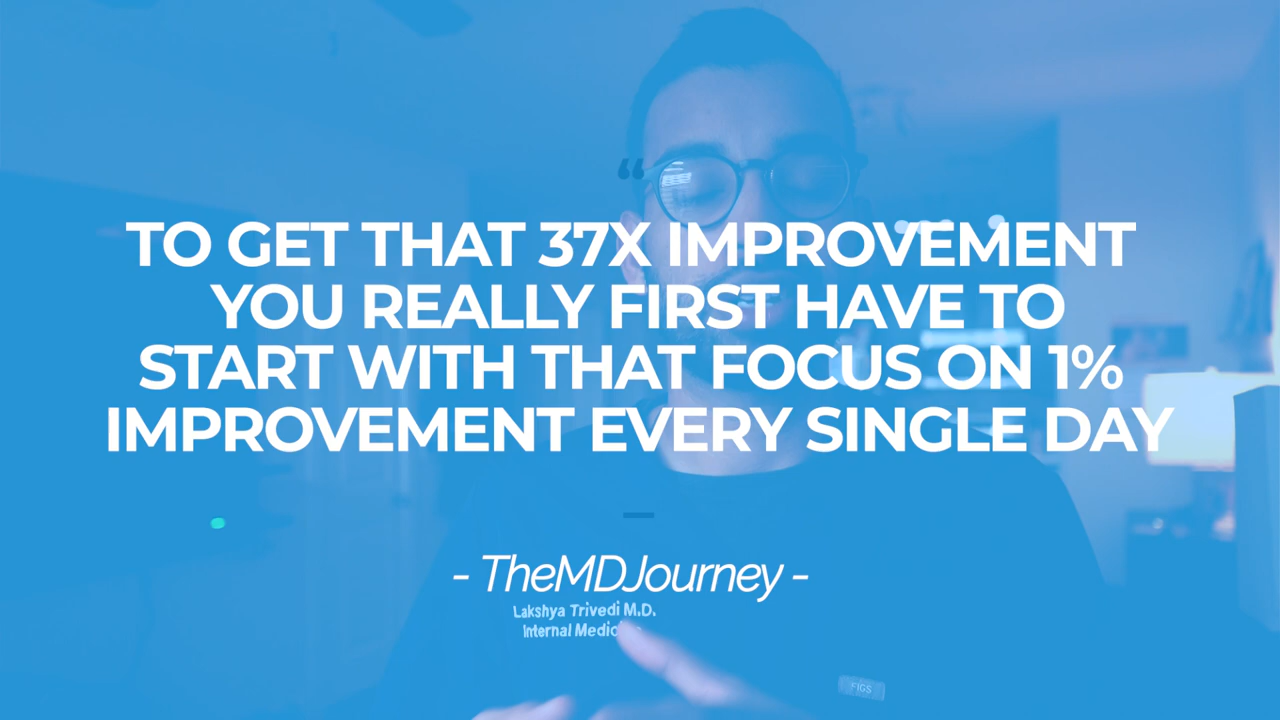 “
TO GET THAT 37X IMPROVEMENT
YOU REALLY FIRST HAVE TO
START WITH THAT FOCUS ON 1%
IMPROVEMENT EVERY SINGLE DAY
—
- TheMDJourney -
Lakshya Trivedi M.D.
Internal
FIGS